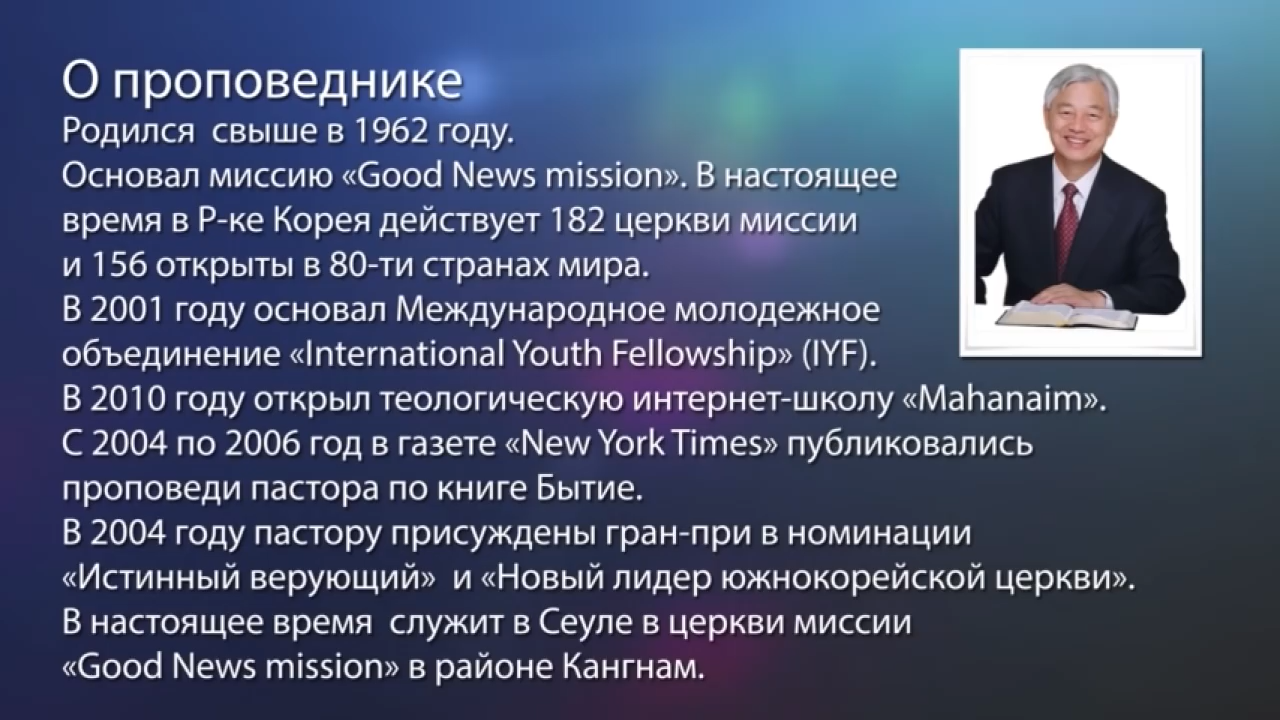 О проповеднике
Родился свыше в 1962 году.
Основал миссию «Good News mission». В настоящее
время в Р-ке Корея действует 182 церкви миссии
и 156 открыты в 80-ти странах мира.
В 2001 году основал Международное молодежное
объединение «International Youth Fellowship» (IYF).
В 2010 году открыл теологическую интернет-школу «Mahanaim».
С 2004 по 2006 год в газете «New York Times» публиковались
проповеди пастора по книге Бытие.
В 2004 году пастору присуждены гран-при в номинации
«Истинный верующий» и «Новый лидер южнокорейской церкви».
В настоящее время служит в Сеуле в церкви миссии
«Good News mission» в районе Кангнам.